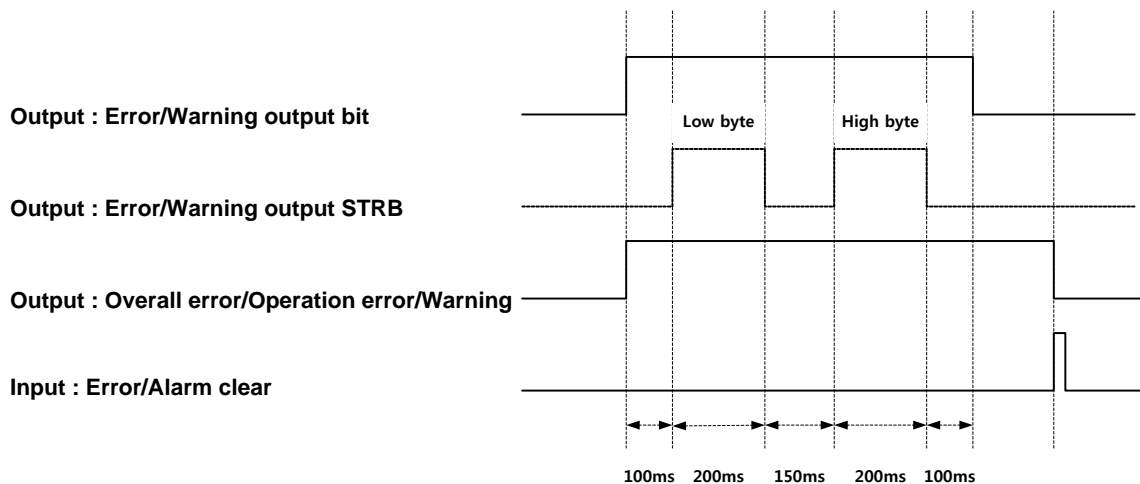 Output : Error/Warning output bit
Low byte High byte
Output : Error/Warning output STRB
Output : Overall error/Operation error/Warning
Input : Error/Alarm clear
100ms 200ms 150ms 200ms 100ms